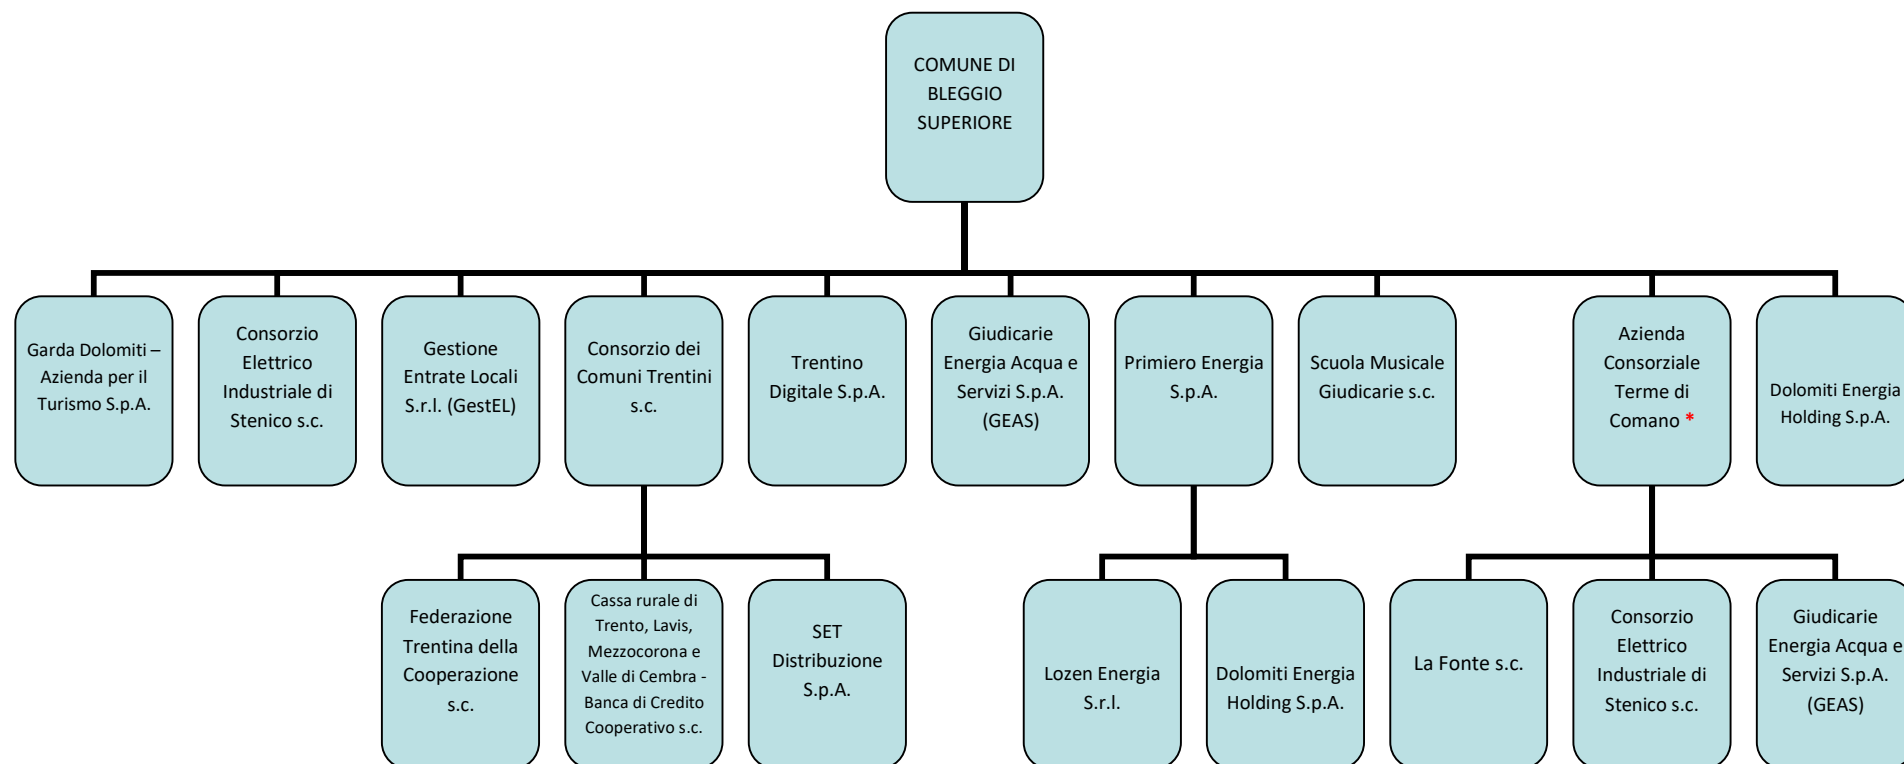 COMUNE DI
BLEGGIO
SUPERIORE
Garda Dolomiti –
Azienda per il
Turismo S.p.A.
Consorzio
Elettrico
Industriale di
Stenico s.c.
Gestione
Entrate Locali
S.r.l. (GestEL)
Consorzio dei
Comuni Trentini
s.c.
Trentino
Digitale S.p.A.
Giudicarie
Energia Acqua e
Servizi S.p.A.
(GEAS)
Primiero Energia
S.p.A.
Scuola Musicale
Giudicarie s.c.
Azienda
Consorziale
Terme di
Comano *
Dolomiti Energia
Holding S.p.A.
Federazione
Trentina della
Cooperazione
s.c.
Cassa rurale di
Trento, Lavis,
Mezzocorona e
Valle di Cembra -
Banca di Credito
Cooperativo s.c.
SET
Distribuzione
S.p.A.
Lozen Energia
S.r.l.
Dolomiti Energia
Holding S.p.A.
La Fonte s.c.
Consorzio
Elettrico
Industriale di
Stenico s.c.
Giudicarie
Energia Acqua e
Servizi S.p.A.
(GEAS)